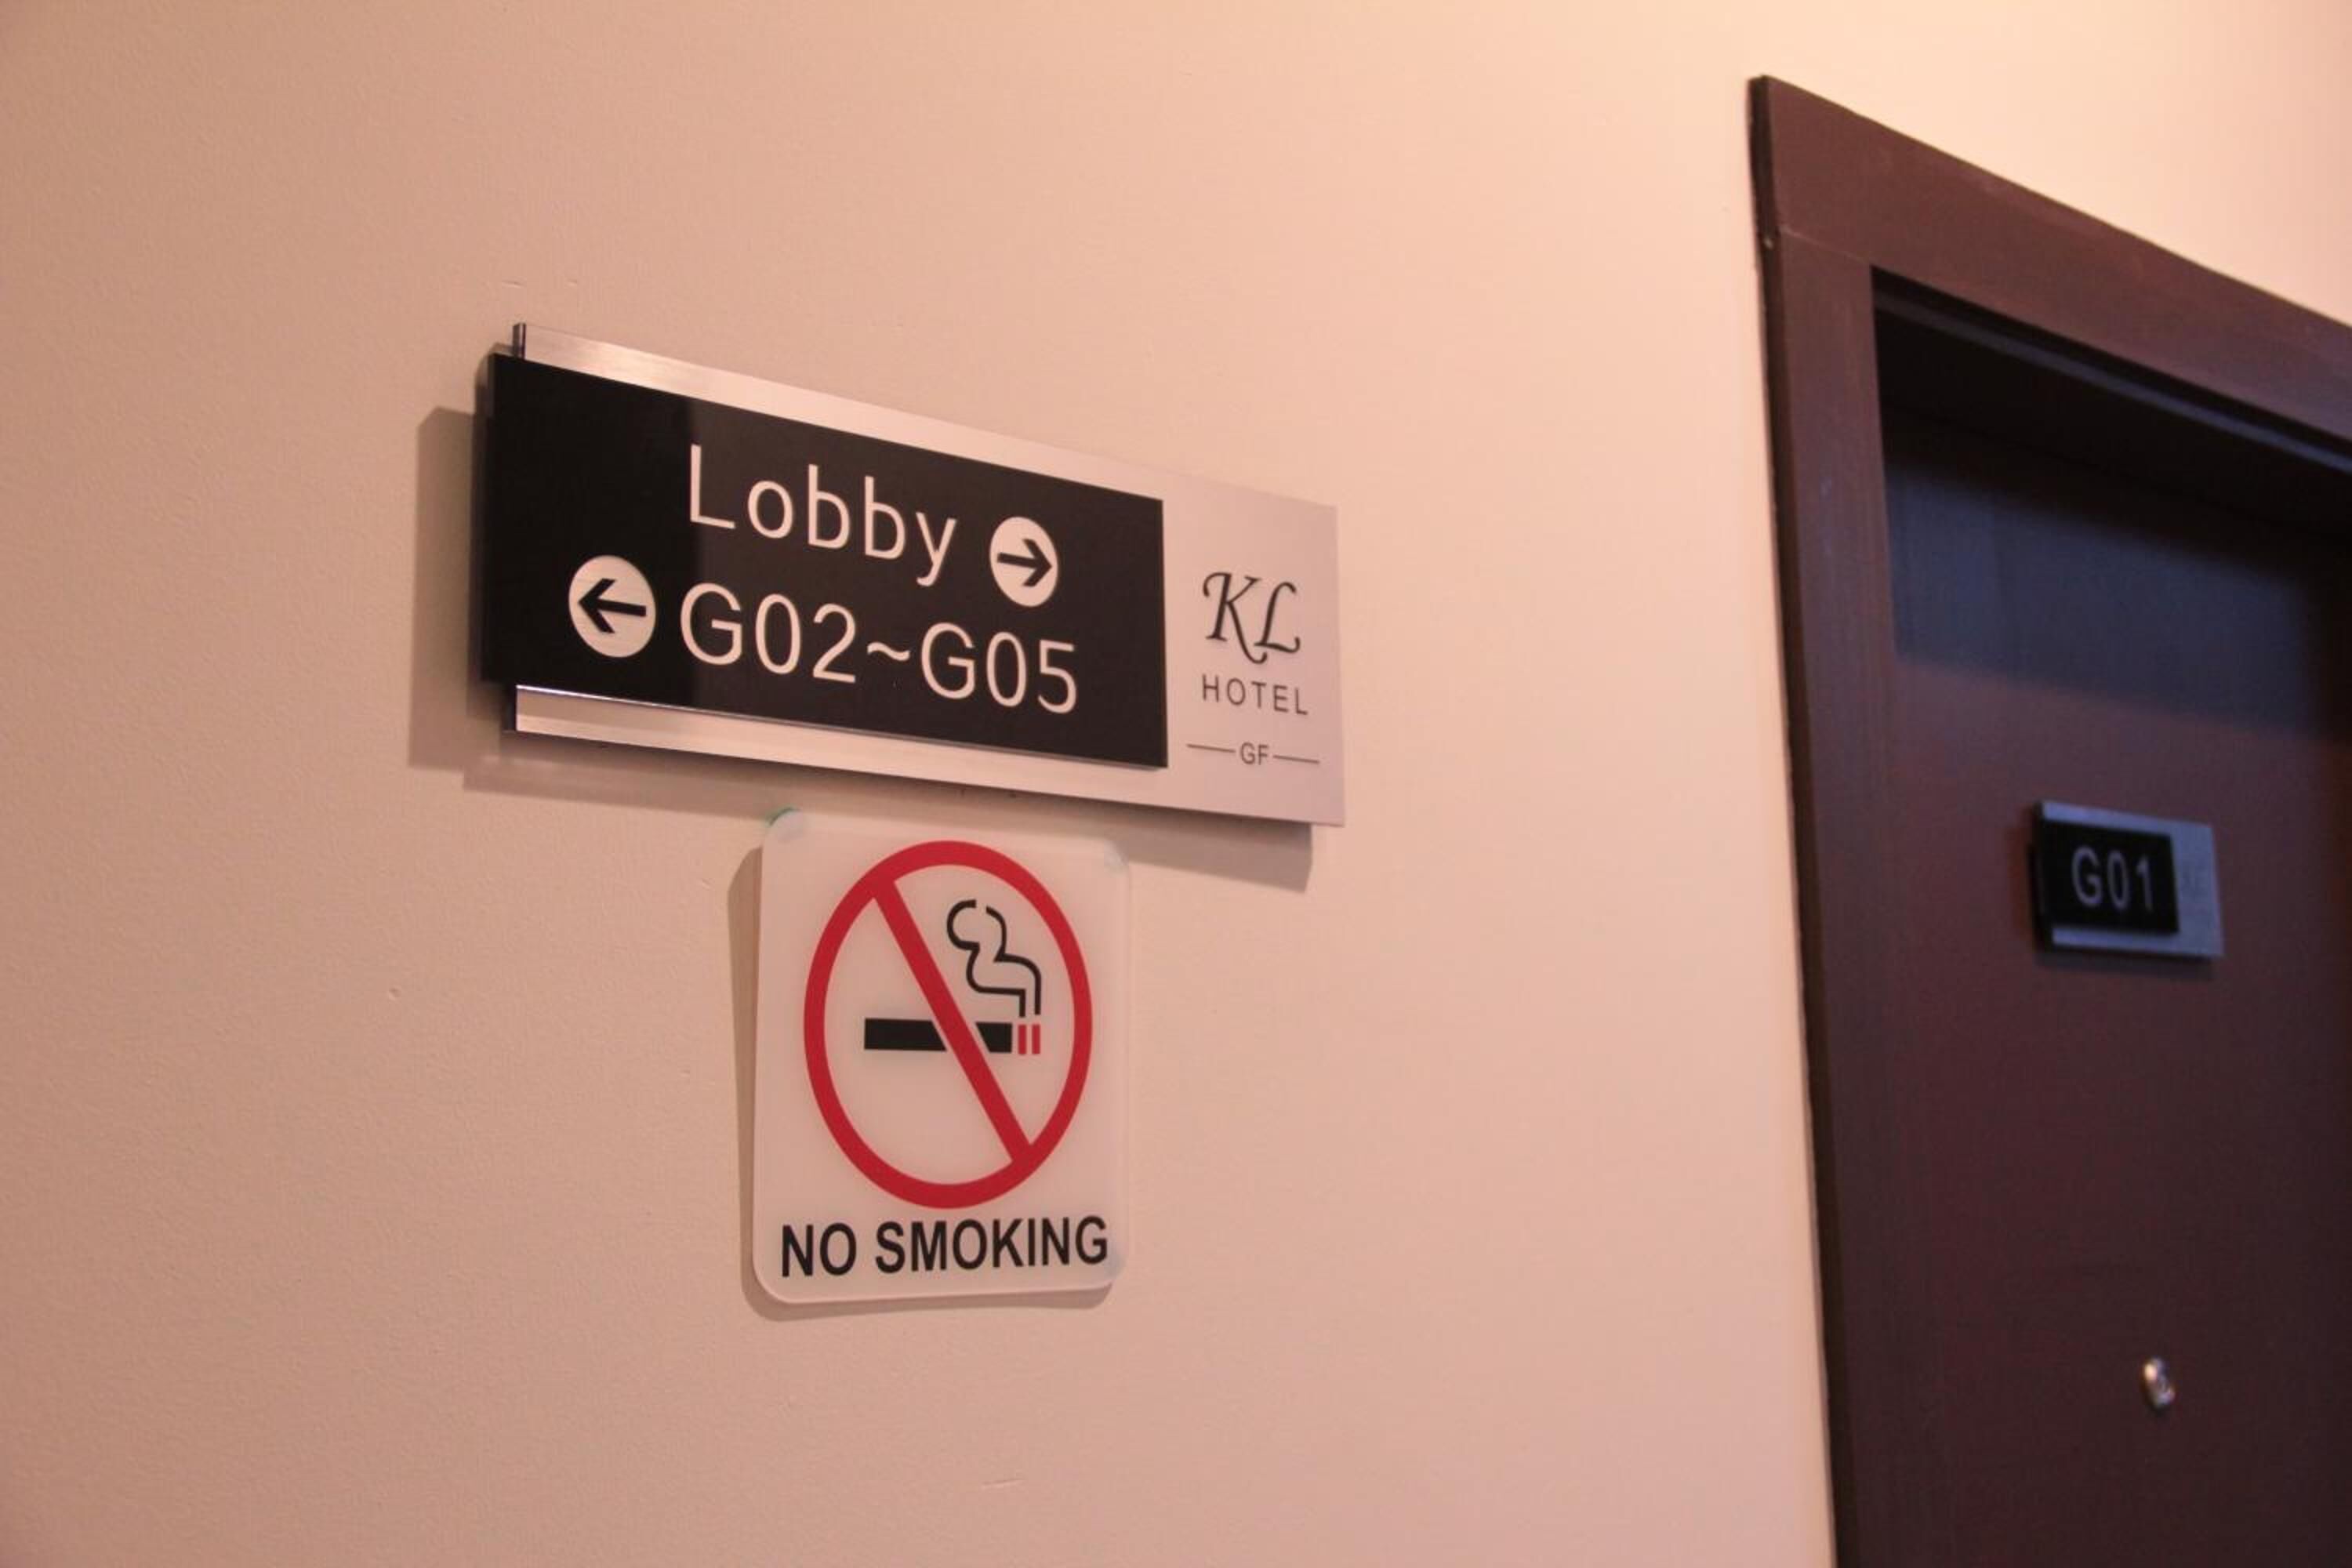 Lobby
G02~G05
KL
HOTEL
GF
NO SMOKING
G01